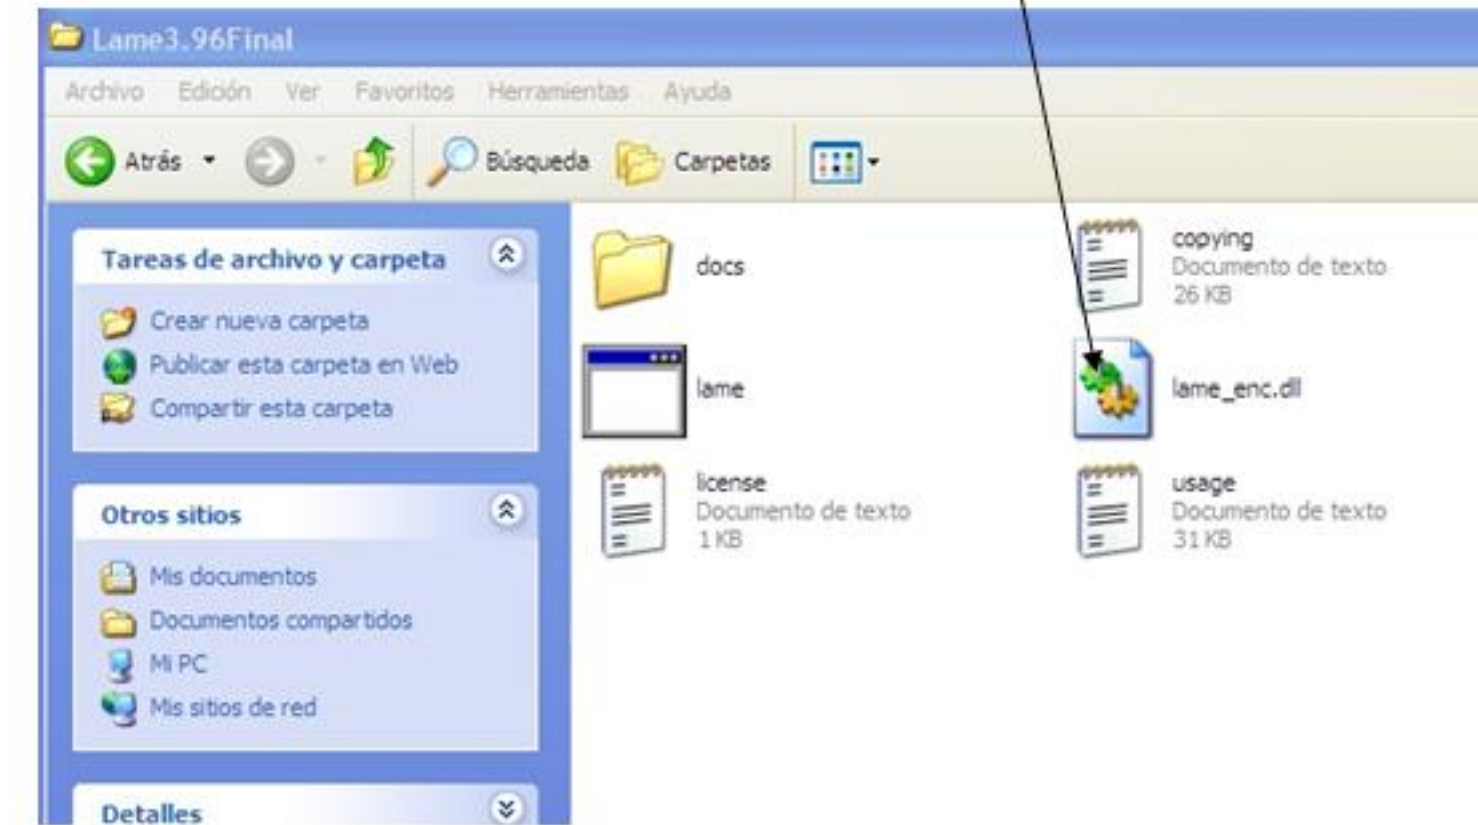 Lame3.96Final
Archivo Edición Ver Favoritos Herramientas Ayuda
Atrás Búsqueda Carpetas
Tareas de archivo y carpeta
Crear nueva carpeta
Publicar esta carpeta en Web
Compartir esta carpeta
Otros sitios
Mis documentos
Documentos compartidos
Mi PC
Mis sitios de red
Detalles
docs
copying
Documento de texto
26 KB
lame
lame_enc.dll
license
Documento de texto
1 KB
usage
Documento de texto
31 KB